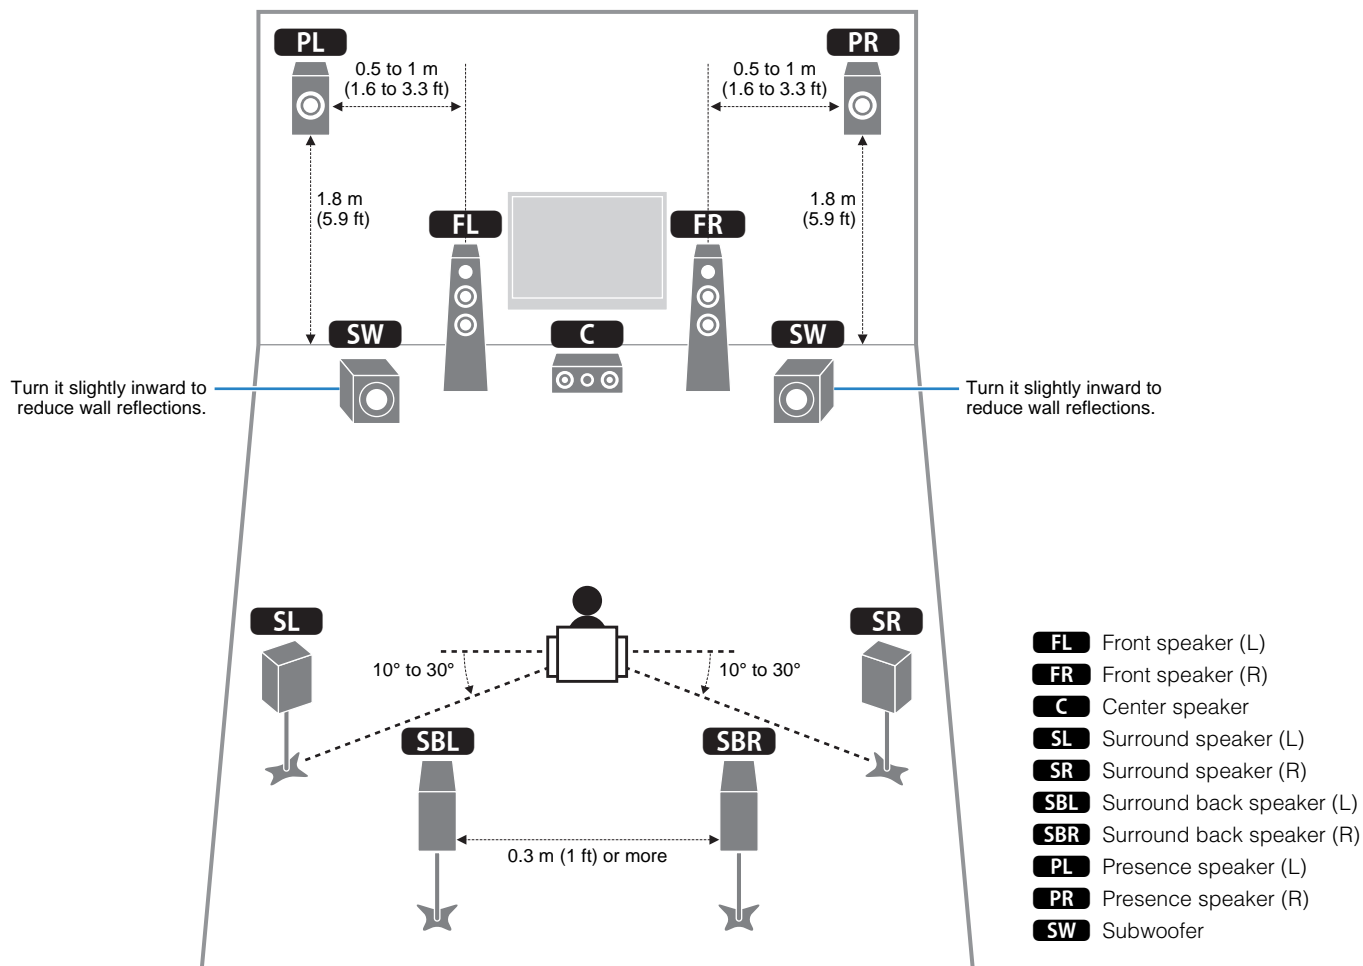 PL
PR
0.5 to 1 m
(1.6 to 3.3 ft)
0.5 to 1 m
(1.6 to 3.3 ft)
1.8 m
(5.9 ft)
1.8 m
(5.9 ft)
FL
FR
SW
C
SW
Turn it slightly inward to
reduce wall reflections.
Turn it slightly inward to
reduce wall reflections.
SL
SR
10° to 30°
10° to 30°
SBL
SBR
0.3 m (1 ft) or more
FL Front speaker (L)
FR Front speaker (R)
C Center speaker
SL Surround speaker (L)
SR Surround speaker (R)
SBL Surround back speaker (L)
SBR Surround back speaker (R)
PL Presence speaker (L)
PR Presence speaker (R)
SW Subwoofer